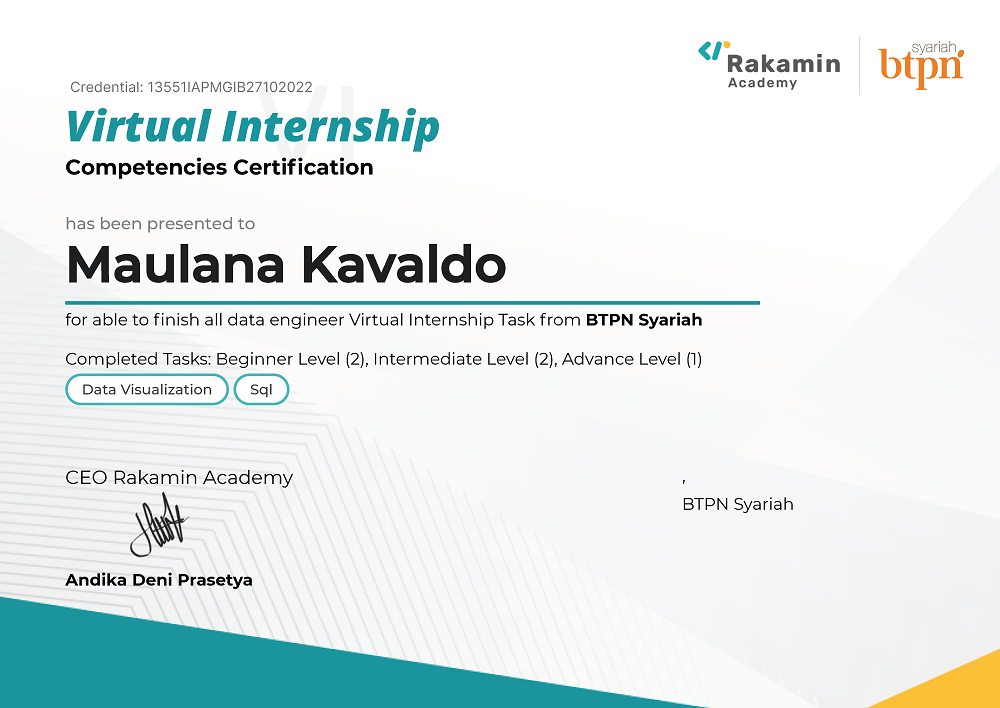 Rakamin
Academy
syariah
btpn
Credential: 13551IAPMGIB27102022
VI
Virtual Internship
Competencies Certification
has been presented to
Maulana Kavaldo
for able to finish all data engineer Virtual Internship Task from BTPN Syariah
Completed Tasks: Beginner Level (2), Intermediate Level (2), Advance Level (1)
Data Visualization Sql
CEO Rakamin Academy
,
BTPN Syariah
Andika Deni Prasetya